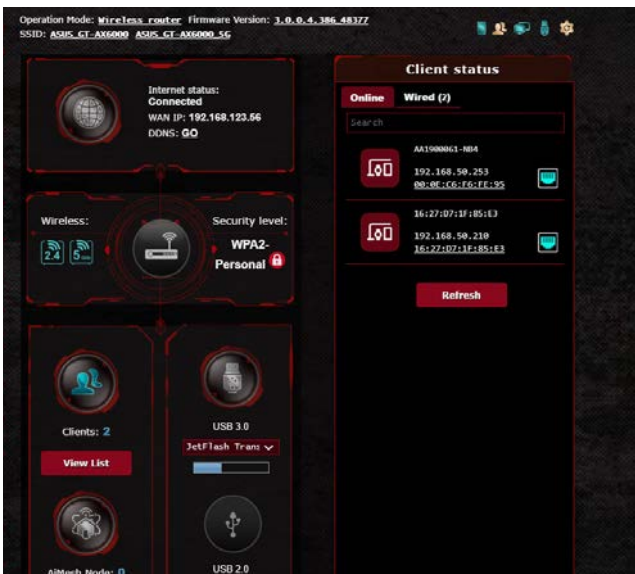 Operation Mode: Wireless router Firmware Version: 3.0.0.4.386_48377
SSID: ASUS_GT-AX6000 ASUS_GT-AX6000_5G
Internet status:
Connected
WAN IP: 192.168.123.56
DDNS: GO
Wireless:
2.4
5
Security level:
WPA2-
Personal
Clients: 2
View List
AiMesh Node: 0
USB 3.0
JetFlash Trans
USB 2.0
Client status
Online Wired (2)
Search
AA1900061-NB4
192.168.50.253
00:0E:C6:F6:FE:95
16:27:D7:1F:85:E3
192.168.50.210
16:27:D7:1F:85:E3
Refresh